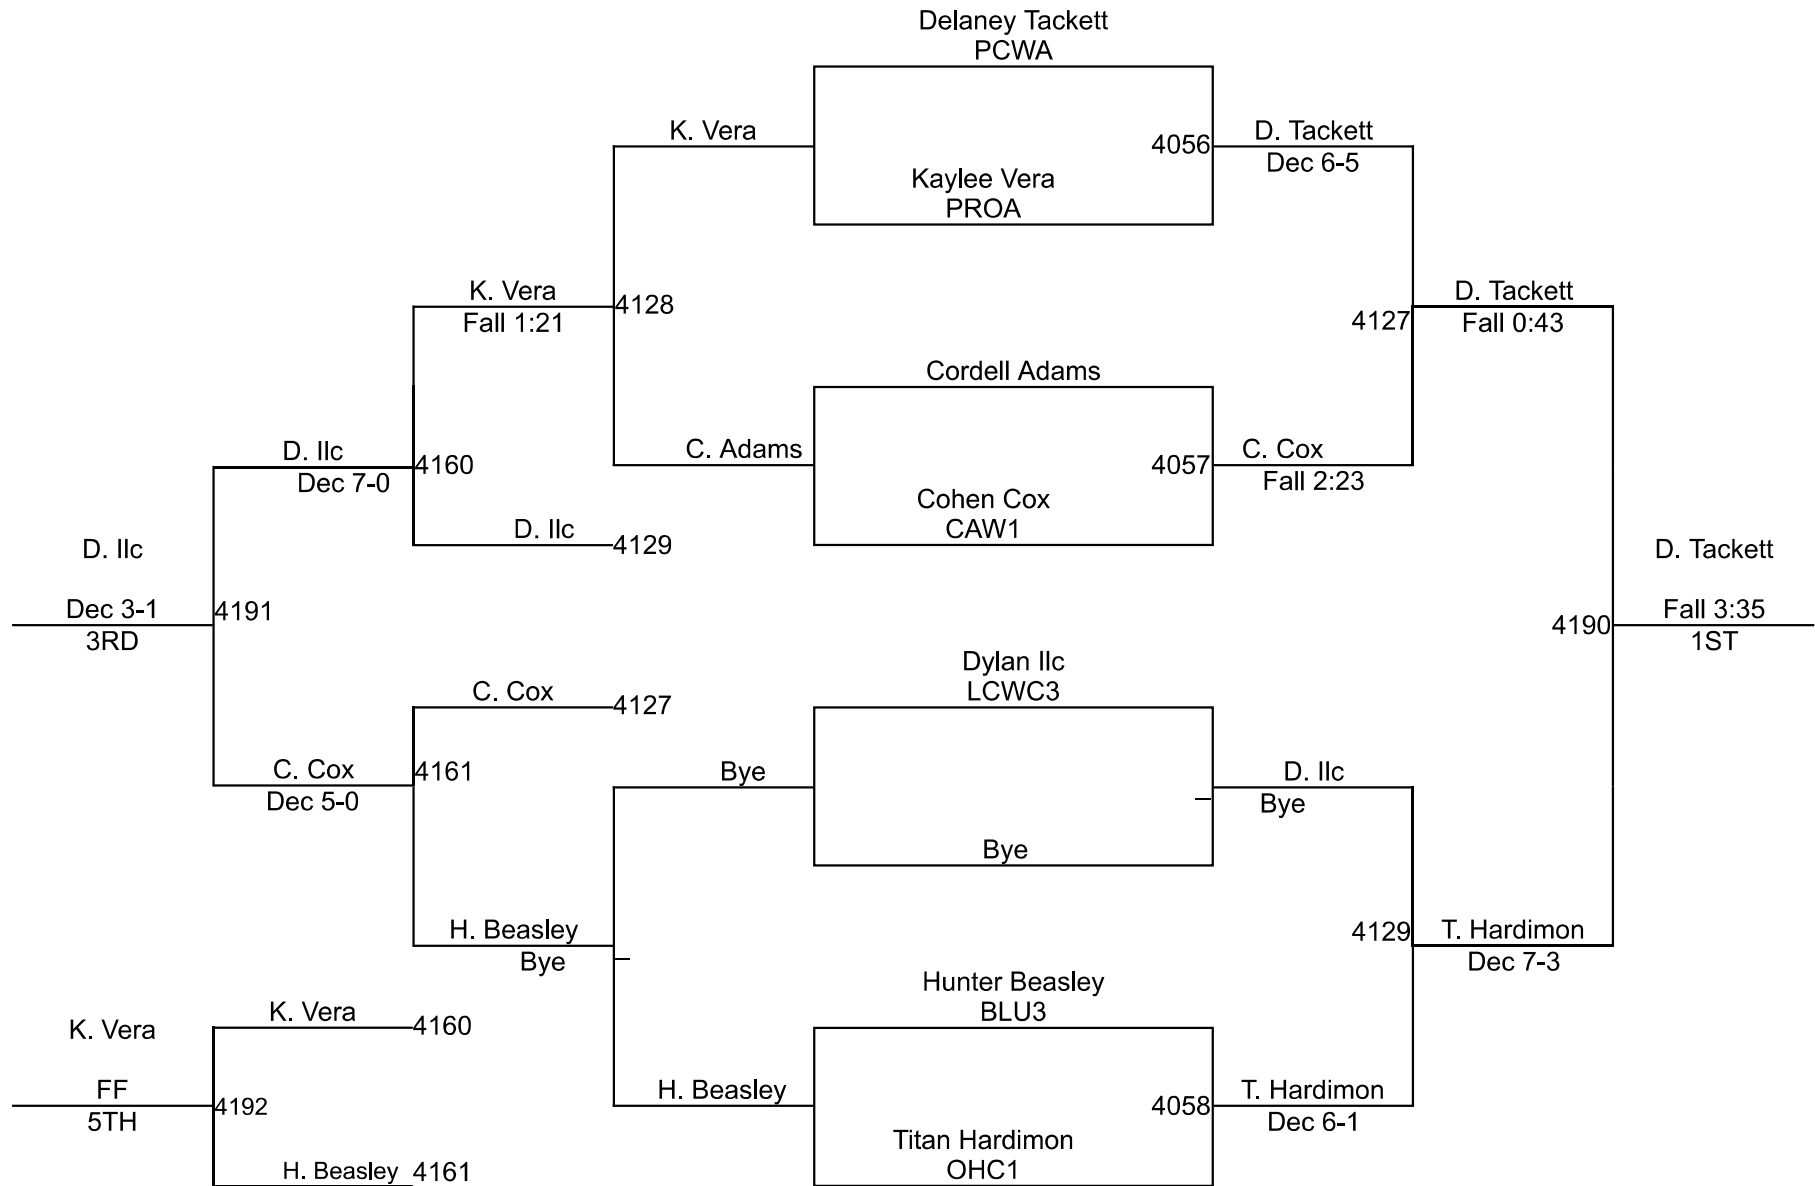 Delaney Tackett
PCWA
K. Vera
4056
D. Tackett
Dec 6-5
Kaylee Vera
PROA
K. Vera
Fall 1:21
4128
4127
D. Tackett
Fall 0:43
Cordell Adams
D. Ilc
Dec 7-0
4160
C. Adams
4057
C. Cox
Fall 2:23
Cohen Cox
CAW1
D. Ilc
4129
D. Ilc
Dec 3-1
3RD
4191
4190
D. Tackett
Fall 3:35
1ST
Dylan Ilc
LCWC3
C. Cox
4127
C. Cox
Dec 5-0
4161
Bye
D. Ilc
Bye
Bye
H. Beasley
Bye
4129
T. Hardimon
Dec 7-3
Hunter Beasley
BLU3
K. Vera
FF
5TH
K. Vera
4160
4192
H. Beasley
4058
T. Hardimon
Dec 6-1
Titan Hardimon
OHC1
H. Beasley
4161